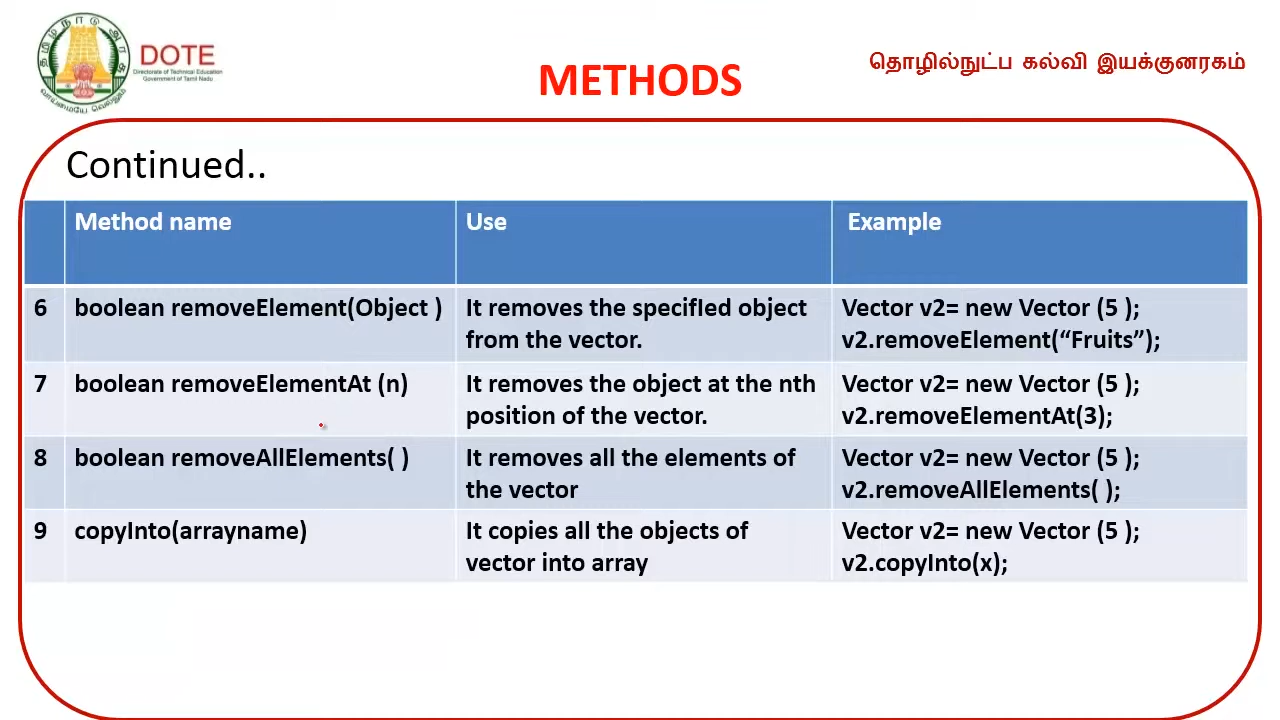 தமிழ்நாடு அரசு
வாய்மையே வெல்லும்
DOTE
Directorate of Technical Education
Government of Tamil Nadu
METHODS
தொழில்நுட்ப கல்வி இயக்குனரகம்
Continued..
Method name Use Example
6 boolean removeElement(Object ) It removes the specifIed object Vector v2= new Vector (5 );
from the vector. v2.removeElement(“Fruits”);
7 boolean removeElementAt (n) It removes the object at the nth Vector v2= new Vector (5 );
position of the vector. v2.removeElementAt(3);
8 boolean removeAllElements( ) It removes all the elements of Vector v2= new Vector (5 );
the vector v2.removeAllElements( );
9 copyInto(arrayname) It copies all the objects of Vector v2= new Vector (5 );
vector into array v2.copyInto(x);